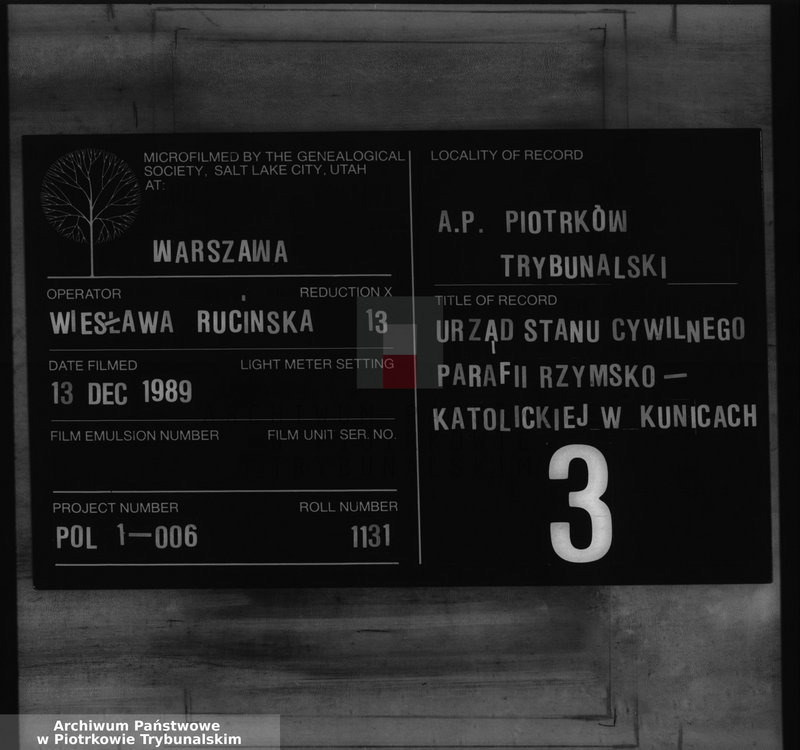 MICROFILMED BY THE GENEALOGICAL
SOCIETY, SALT LAKE CITY, UTAH
AT:
WARSZAWA
OPERATOR REDUCTION X
WIESŁAWA RUCIŃSKA 13
DATE FILMED LIGHT METER SETTING
13 DEC 1989
FILM EMULSION NUMBER FILM UNIT SER. NO.
PROJECT NUMBER ROLL NUMBER
POL 1—006 1131
LOCALITY OF RECORD
A.P. PIOTRKÓW
TRYBUNALSKI
TITLE OF RECORD
URZĄD STANU CYWILNEGO
PARAFII RZYMSKO—
KATOLICKIEJ W KUNICACH
3
Archiwum Państwowe
w Piotrkowie Trybunalskim